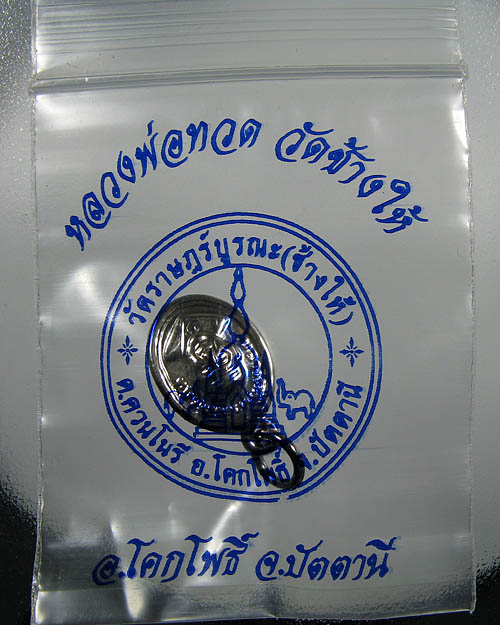 หลวงพ่อทวด วัดช้างให้
วัดราษฎร์บูรณะ(ช้างให้)
ต.ควนโนรี อ.โคกโพธิ์ จ.ปัตตานี
อ.โคกโพธิ์ จ.ปัตตานี